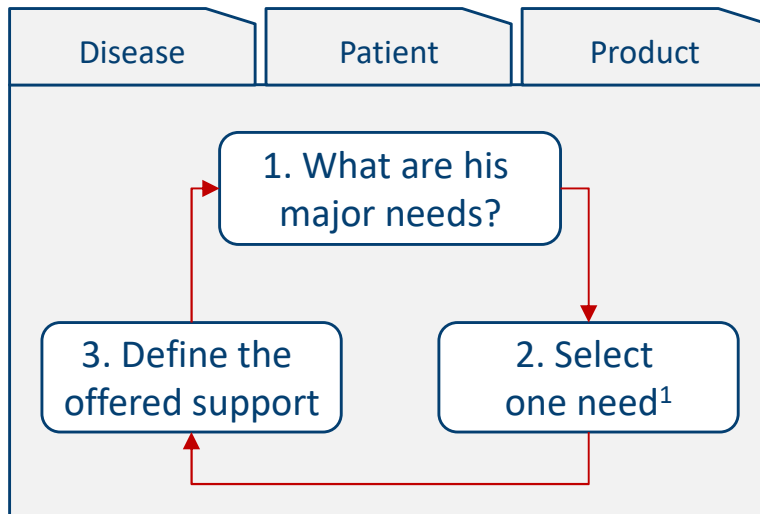 Disease
Patient
Product
1. What are his
major needs?
3. Define the
offered support
2. Select
one need¹